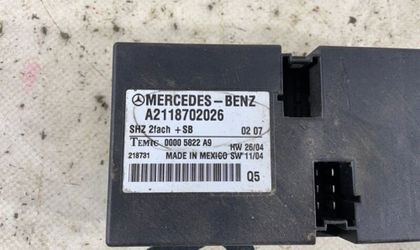 MERCEDES-BENZ
A2118702026
SHZ 2fach +SB 02 07
TEMIC 0000 5822 A9 HW 26/04
218731 MADE IN MEXICO SW 11/04
Q5